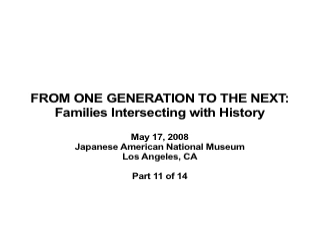 FROM ONE GENERATION TO THE NEXT:
Families Intersecting with History
May 17, 2008
Japanese American National Museum
Los Angeles, CA
Part 11 of 14